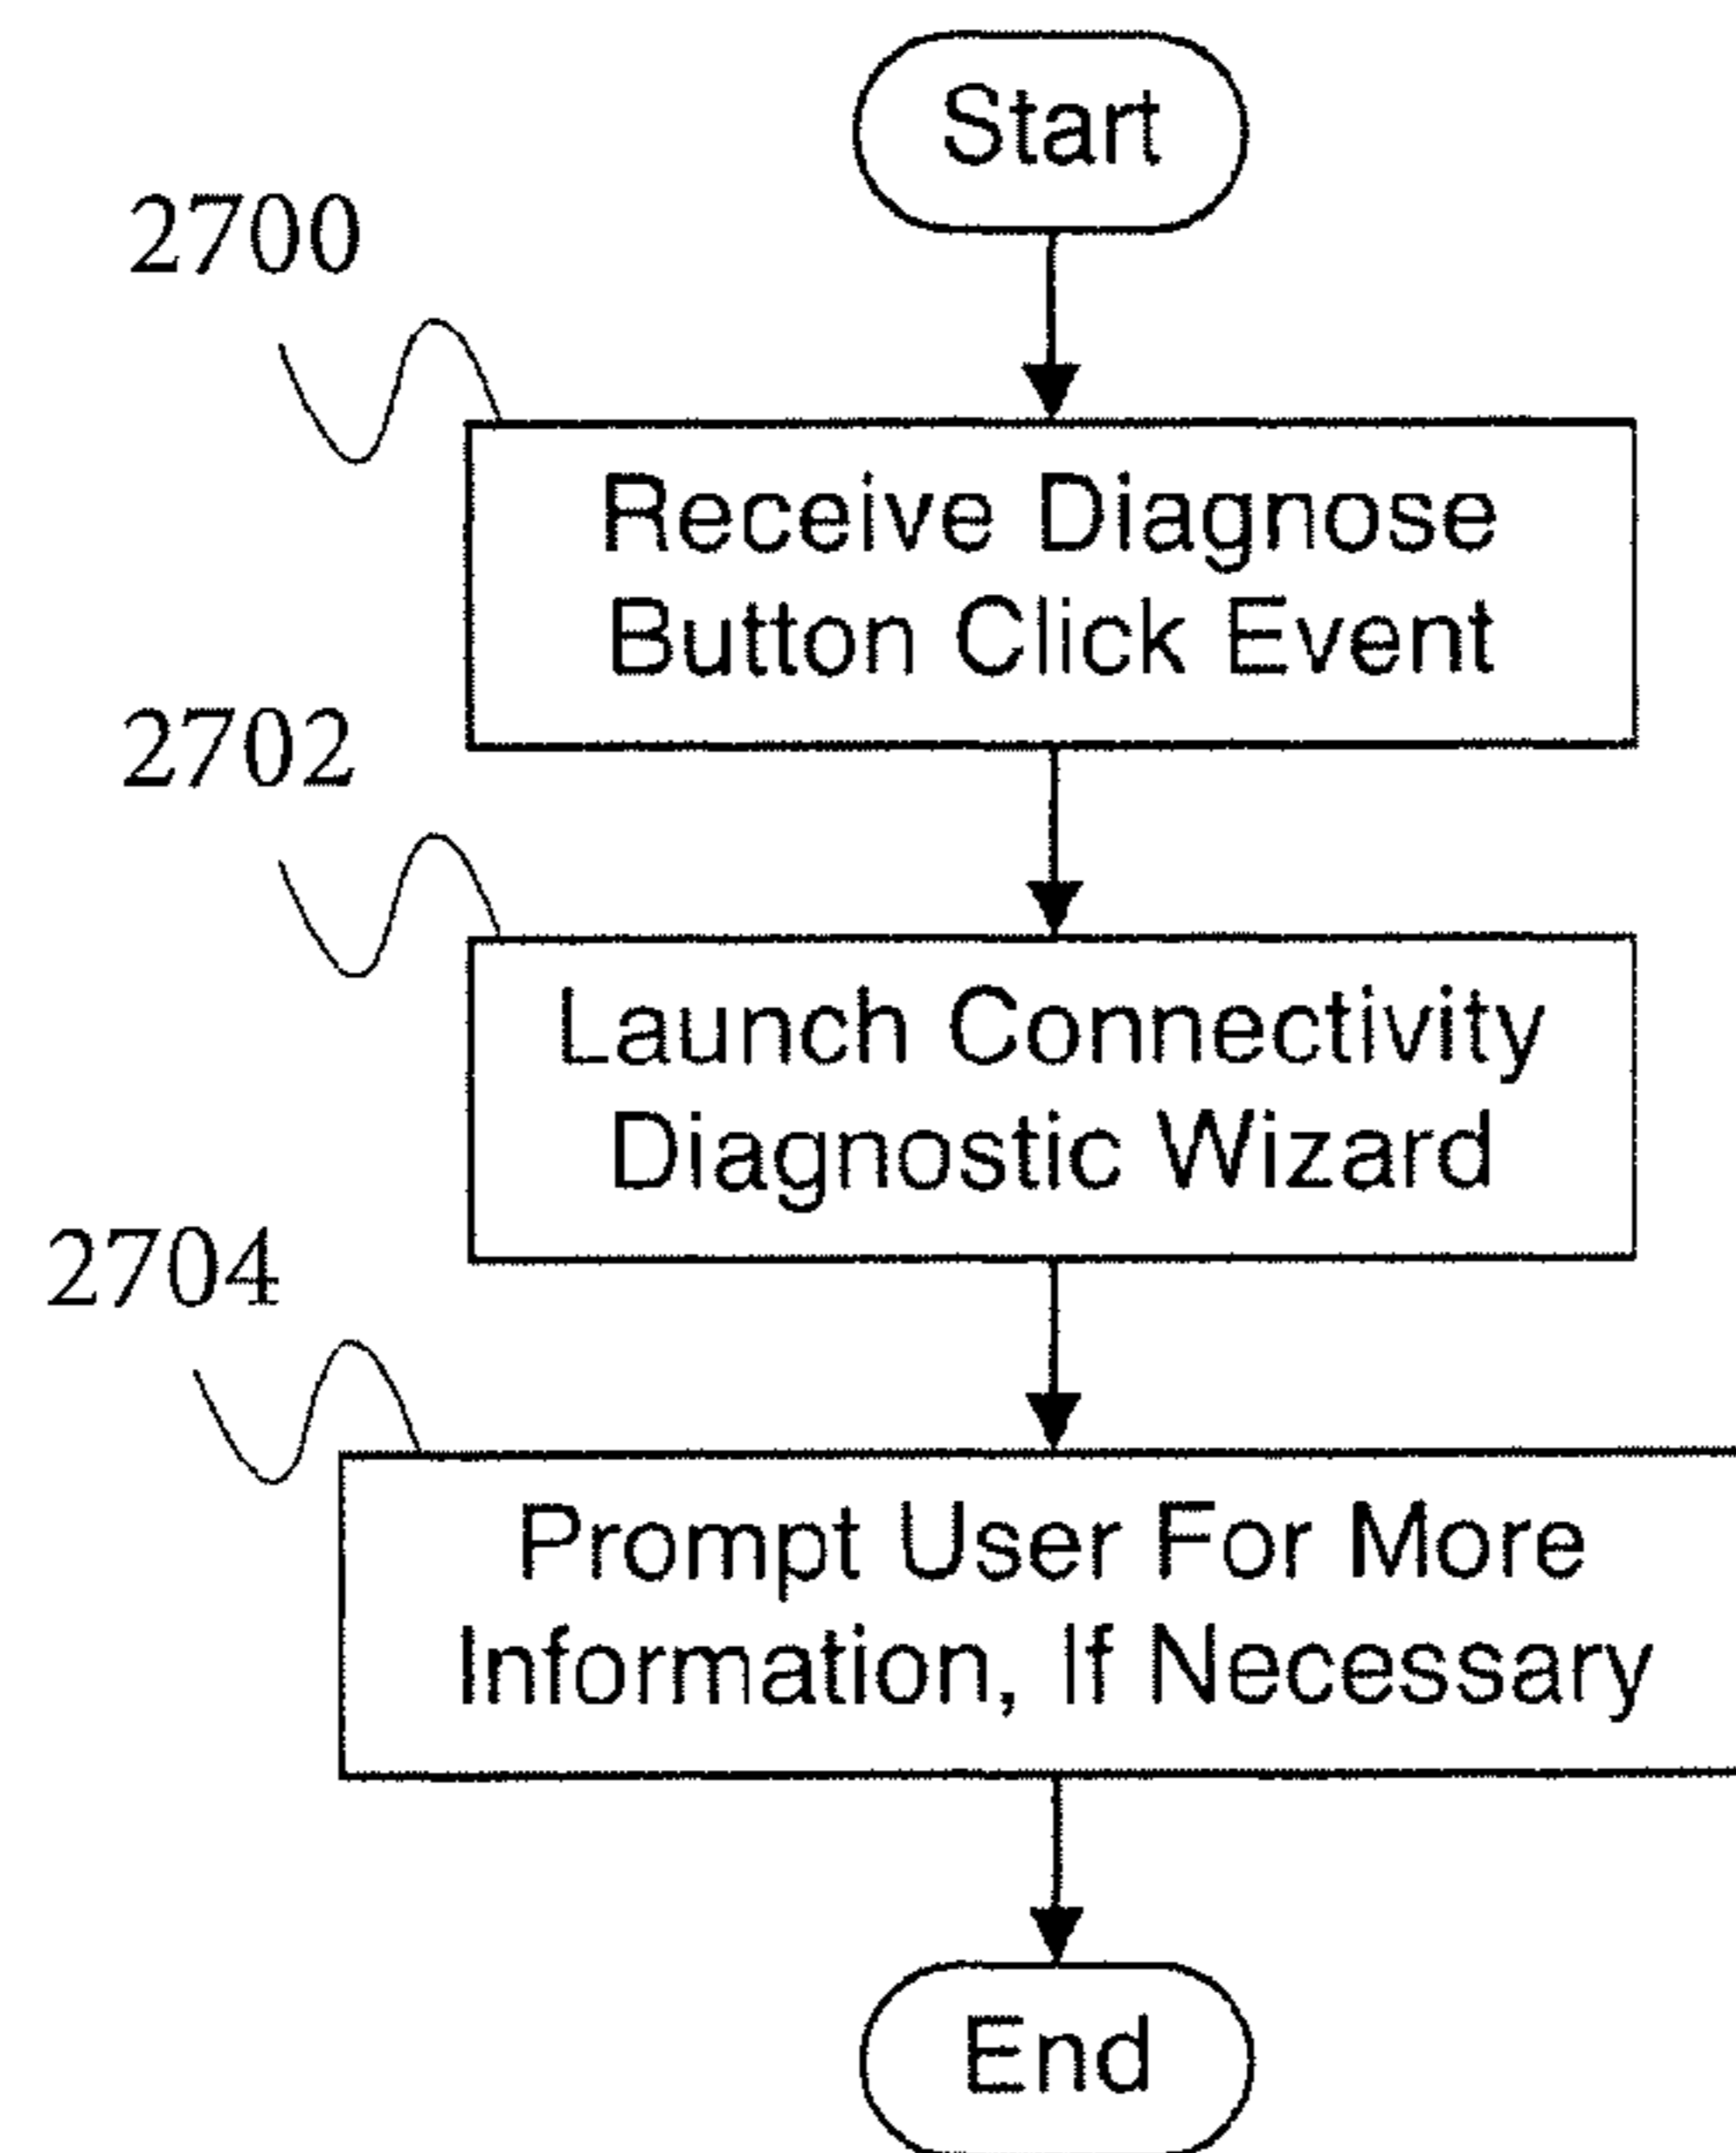 Start
2700
Receive Diagnose
Button Click Event
2702
Launch Connectivity
Diagnostic Wizard
2704
Prompt User For More
Information, If Necessary
End